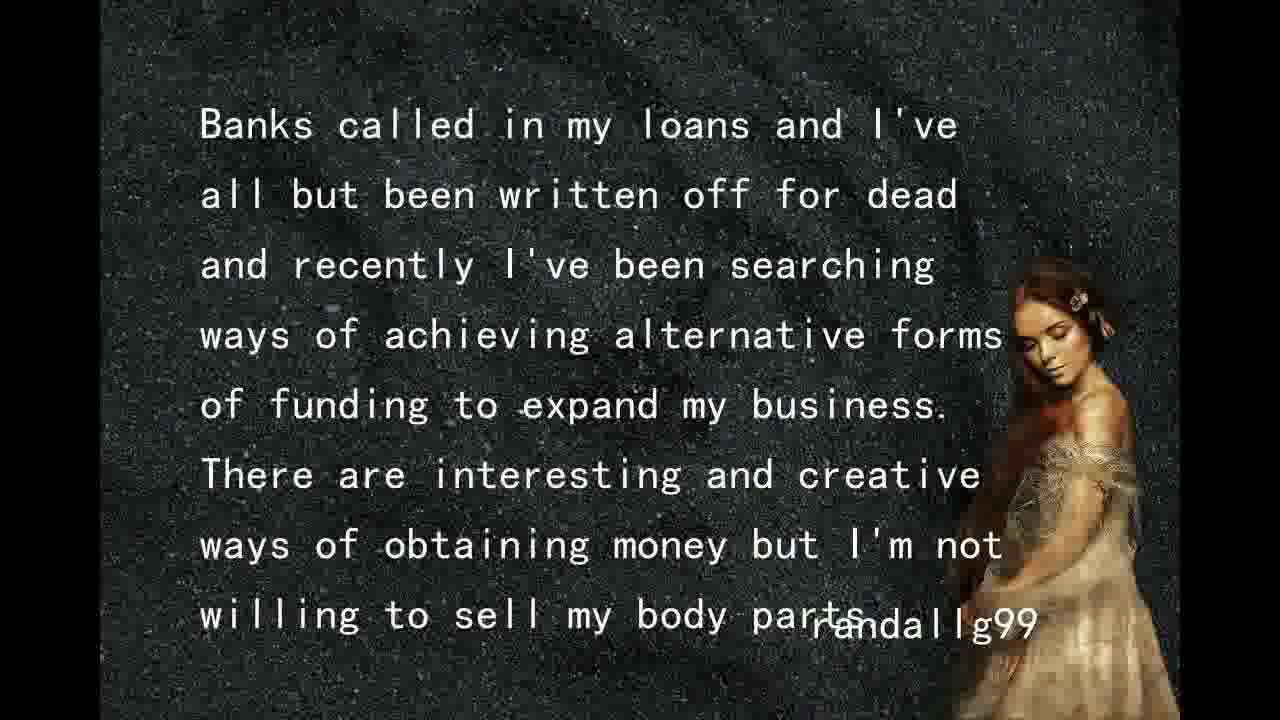 Banks called in my loans and I've
all but been written off for dead
and recently I've been searching
ways of achieving alternative forms
of funding to expand my business.
There are interesting and creative
ways of obtaining money but I'm not
willing to sell my body parts
randallg99